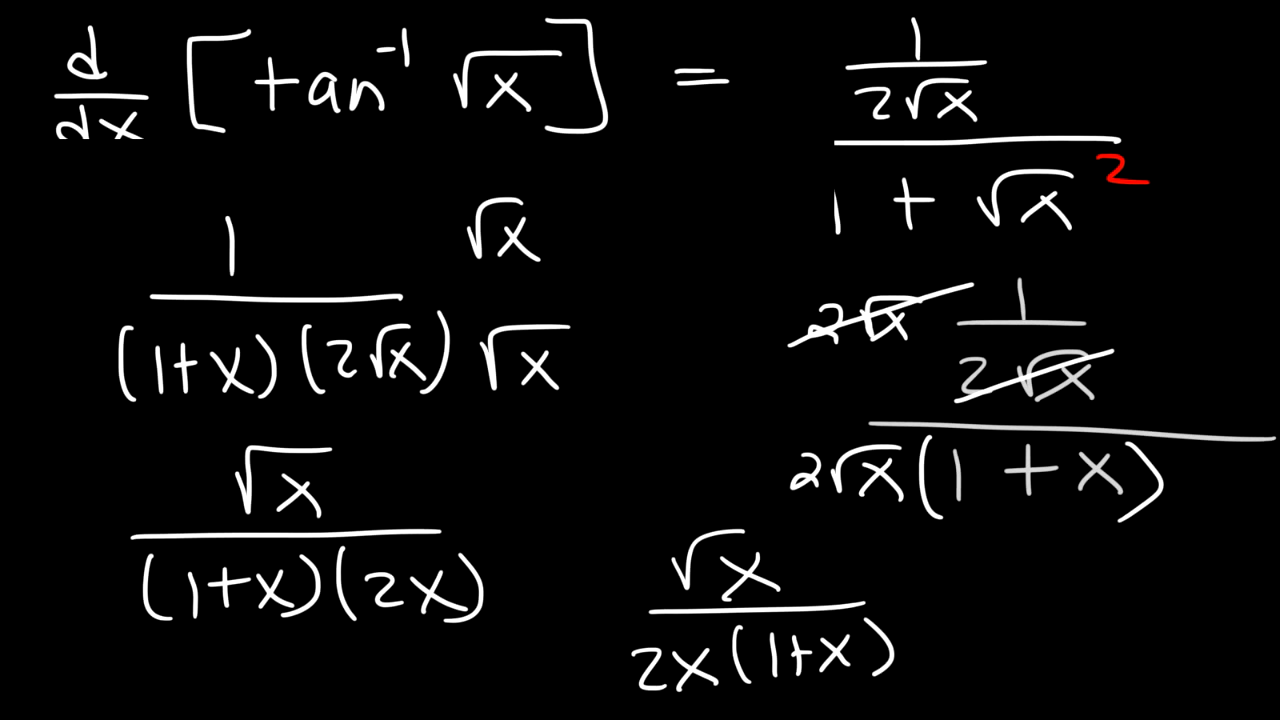 d/dx [tan⁻¹ √x] = (1/(2√x))/(1 + √x²)
1/((1+x)(2√x)) √x/√x
2√x 1/(2√x)
/(2√x(1 + x))
√x/((1+x)(2x))
√x/(2x(1+x))